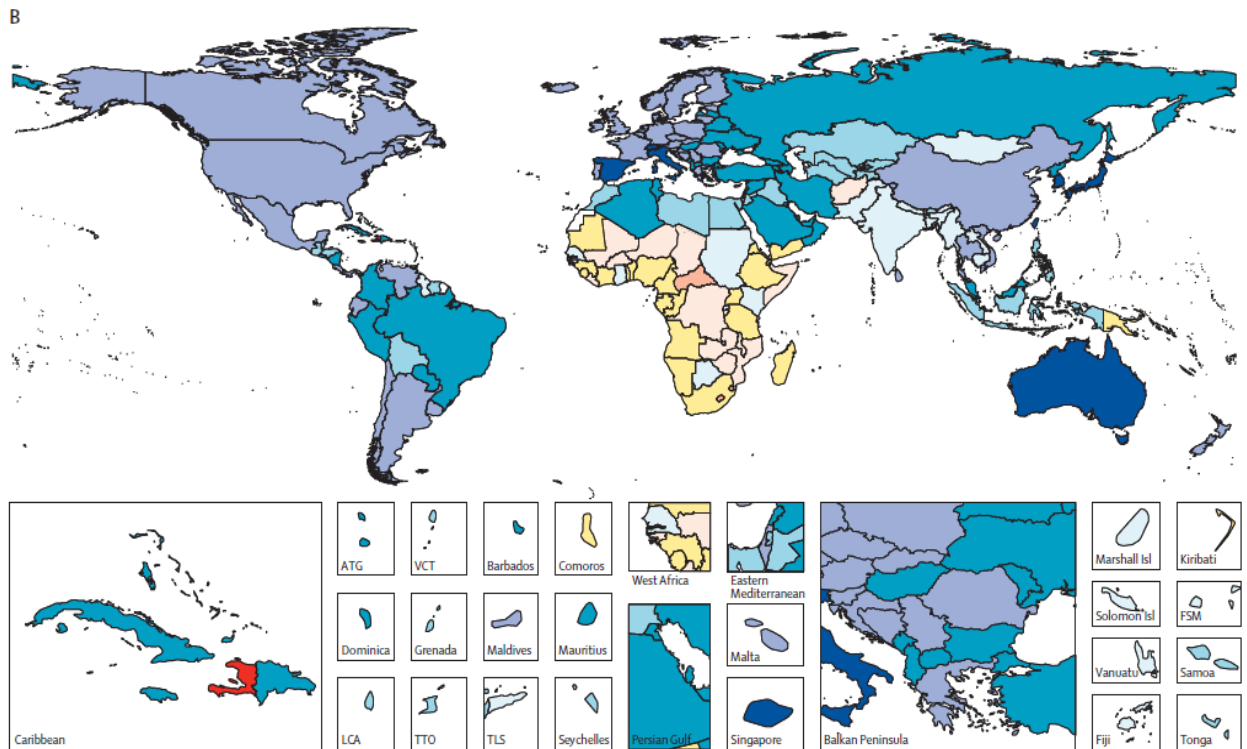 B
Caribbean
ATG
VCT
Barbados
Comoros
West Africa
Eastern
Mediterranean
Dominica
Grenada
Maldives
Mauritius
Malta
LCA
TTO
TLS
Seychelles
Persian Gulf
Singapore
Balkan Peninsula
Marshall Isl
Kiribati
Solomon Isl
FSM
Vanuatu
Samoa
Fiji
Tonga